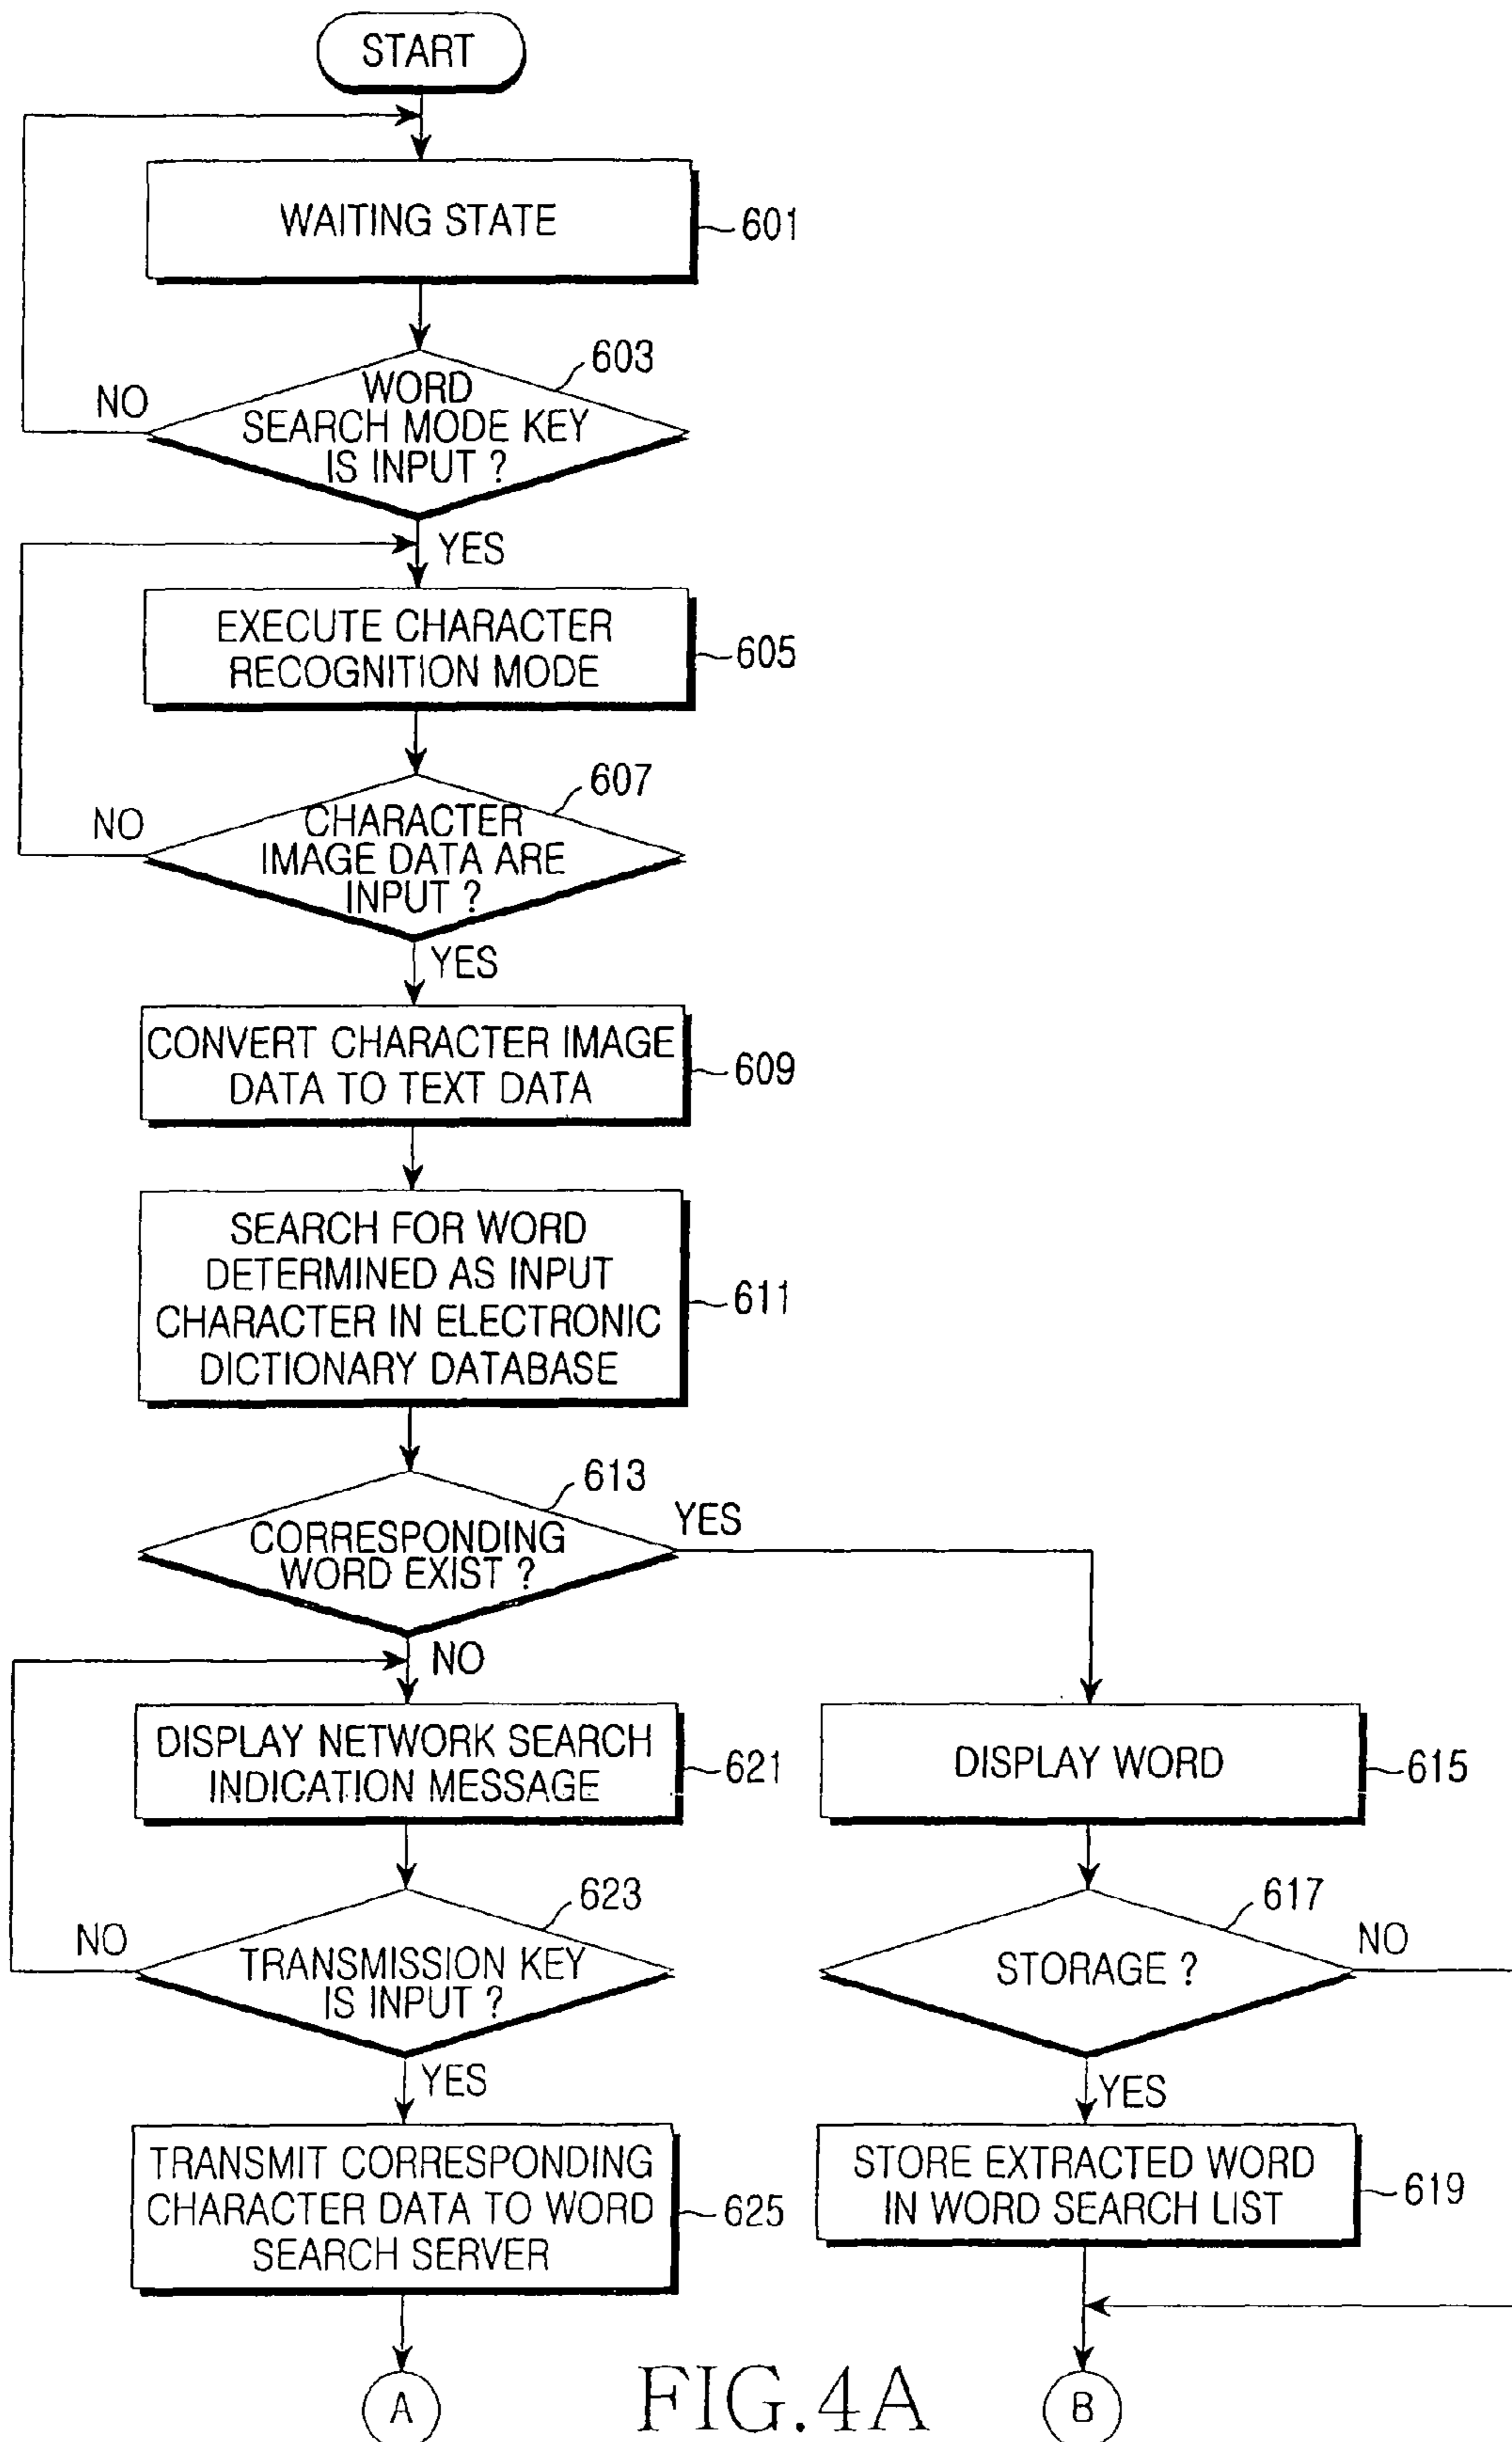 START
WAITING STATE
601
603
WORD
SEARCH MODE KEY
IS INPUT ?
NO
YES
EXECUTE CHARACTER
RECOGNITION MODE
605
607
CHARACTER
IMAGE DATA ARE
INPUT ?
NO
YES
CONVERT CHARACTER IMAGE
DATA TO TEXT DATA
609
SEARCH FOR WORD
DETERMINED AS INPUT
CHARACTER IN ELECTRONIC
DICTIONARY DATABASE
611
613
CORRESPONDING
WORD EXIST ?
YES
NO
DISPLAY NETWORK SEARCH
INDICATION MESSAGE
621
DISPLAY WORD
615
623
TRANSMISSION KEY
IS INPUT ?
NO
YES
617
STORAGE ?
NO
YES
TRANSMIT CORRESPONDING
CHARACTER DATA TO WORD
SEARCH SERVER
625
STORE EXTRACTED WORD
IN WORD SEARCH LIST
619
A
B
FIG.4A